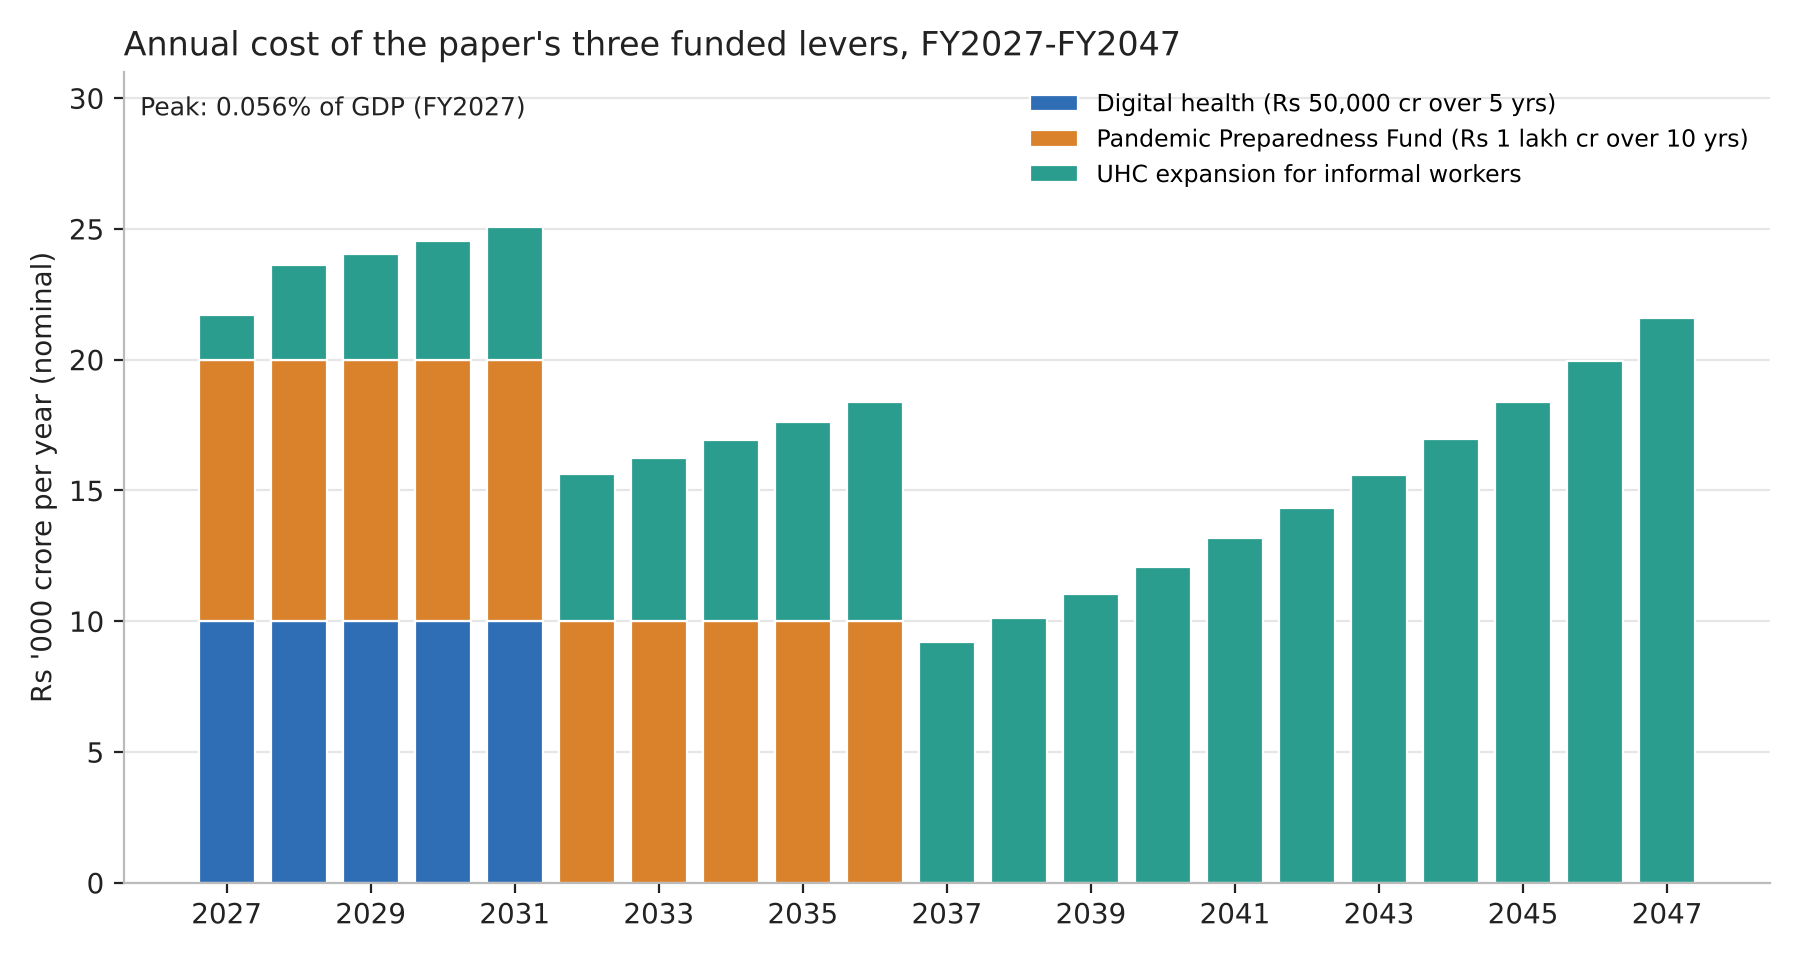 Annual cost of the paper's three funded levers, FY2027-FY2047
Peak: 0.056% of GDP (FY2027)
Digital health (Rs 50,000 cr over 5 yrs)
Pandemic Preparedness Fund (Rs 1 lakh cr over 10 yrs)
UHC expansion for informal workers
Rs '000 crore per year (nominal)
30
25
20
15
10
5
0
2027 2029 2031 2033 2035 2037 2039 2041 2043 2045 2047